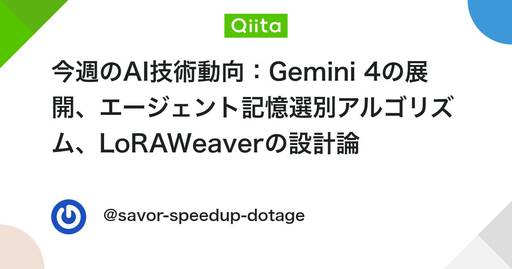 Qiita
今週のAI技術動向：Gemini 4の展
開、エージェント記憶選別アルゴリズ
ム、LoRAWeaverの設計論
@savor-speedup-dotage